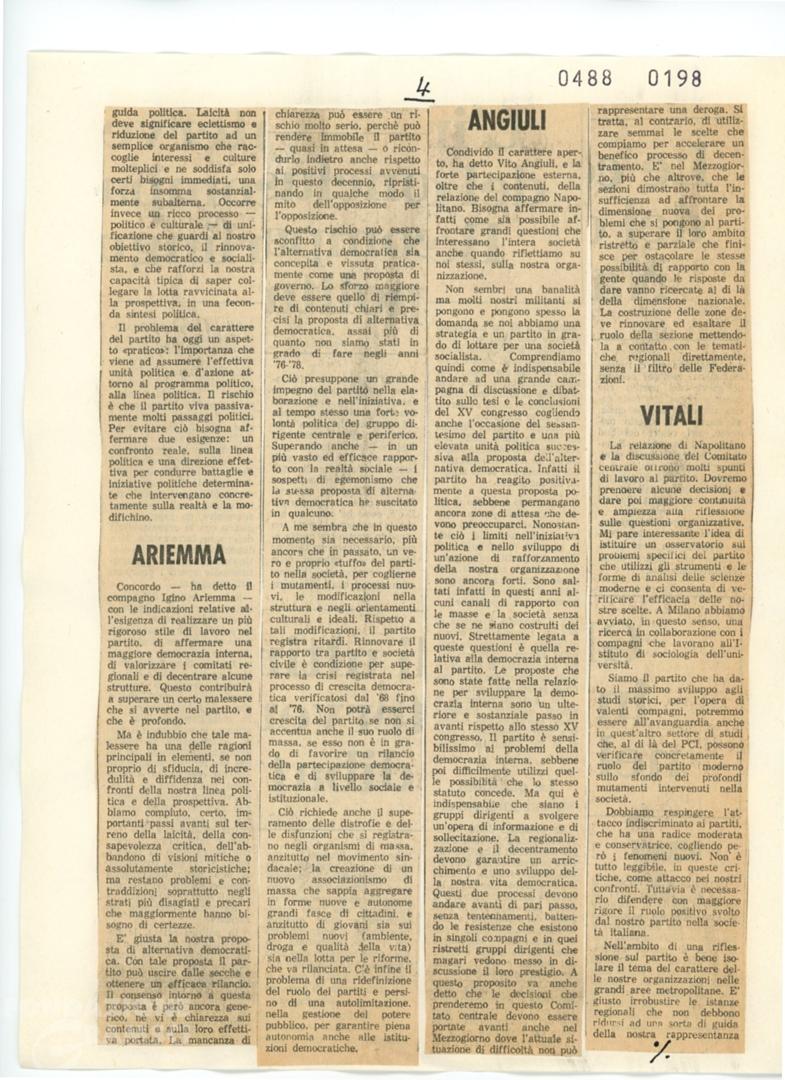 4
0488 0198
guida politica. Laicità non
deve significare eclettismo e
riduzione del partito ad un
semplice organismo che rac-
coglie interessi e culture
molteplici e ne soddisfa solo
certi bisogni immediati, una
forza insomma sostanzial-
mente subalterna. Occorre
invece un ricco processo —
politico e culturale — di uni-
ficazione che guardi al nostro
obiettivo storico, il rinnova-
mento democratico e sociali-
sta, e che rafforzi la nostra
capacità tipica di saper col-
legare la lotta ravvicinata al-
la prospettiva, in una fecon-
da sintesi politica.
Il problema del carattere
del partito ha oggi un aspet-
to «pratico»: l'importanza che
viene ad assumere l'effettiva
unità politica e d'azione at-
torno al programma politico,
alla linea politica. Il rischio
è che il partito viva passiva-
mente molti passaggi politici.
Per evitare ciò bisogna af-
fermare due esigenze: un
confronto reale, sulla linea
politica e una direzione effet-
tiva per condurre battaglie e
iniziative politiche determina-
te che intervengano concre-
tamente sulla realtà e la mo-
difichino.
ARIEMMA
Concordo — ha detto il
compagno Igino Ariemma —
con le indicazioni relative al-
l'esigenza di realizzare un più
rigoroso stile di lavoro nel
partito, di affermare una
maggiore democrazia interna,
di valorizzare i comitati re-
gionali e di decentrare alcune
strutture. Questo contribuirà
a superare un certo malessere
che si avverte nel partito, e
che è profondo.
Ma è indubbio che tale ma-
lessere ha una delle ragioni
principali in elementi, se non
proprio di sfiducia, di incre-
dulità e diffidenza nei con-
fronti della nostra linea poli-
tica e della prospettiva. Ab-
biamo compiuto, certo, im-
portanti passi avanti sul ter-
reno della laicità, della con-
sapevolezza critica, dell'ab-
bandono di visioni mitiche o
assolutamente storicistiche;
ma restano problemi e con-
traddizioni soprattutto negli
strati più disagiati e precari
che maggiormente hanno bi-
sogno di certezze.
E' giusta la nostra propo-
sta di alternativa democrati-
ca. Con tale proposta il par-
tito può uscire dalle secche e
ottenere un efficace rilancio.
Il consenso intorno a questa
proposta è però ancora gene-
rico, nè vi è chiarezza sui
contenuti e sulla loro effetti-
va portata. La mancanza di
chiarezza può essere un ri-
schio molto serio, perchè può
rendere immobile il partito
— quasi in attesa — o ricon-
durlo indietro anche rispetto
ai positivi processi avvenuti
in questo decennio, ripristi-
nando in qualche modo il
mito dell'opposizione per
l'opposizione.
Questo rischio può essere
sconfitto a condizione che
l'alternativa democratica sia
concepita e vissuta pratica-
mente come una proposta di
governo. Lo sforzo maggiore
deve essere quello di riempi-
re di contenuti chiari e pre-
cisi la proposta di alternativa
democratica, assai più di
quanto non siamo stati in
grado di fare negli anni
'76-'78.
Ciò presuppone un grande
impegno del partito nella ela-
borazione e nell'iniziativa, e
al tempo stesso una forte vo-
lontà politica del gruppo di-
rigente centrale e periferico.
Superando anche — in un
più vasto ed efficace rappor-
to con la realtà sociale — i
sospetti di egemonismo che
la stessa proposta di alterna-
tiva democratica ha suscitato
in qualcuno.
A me sembra che in questo
momento sia necessario, più
ancora che in passato, un ve-
ro e proprio «tuffo» del par-
tito nella società, per coglierne
i mutamenti, i processi nuo-
vi, le modificazioni nella
struttura e negli orientamenti
culturali e ideali. Rispetto a
tali modificazioni, il partito
registra ritardi. Rinnovare il
rapporto tra partito e società
civile è condizione per supe-
rare la crisi registrata nel
processo di crescita democra-
tica verificatosi dal '68 fino
al '76. Non potrà esserci
crescita del partito se non si
accentua anche il suo ruolo di
massa, se esso non è in gra-
do di favorire un rilancio
della partecipazione democra-
tica e di sviluppare la de-
mocrazia a livello sociale e
istituzionale.
Ciò richiede anche il supe-
ramento delle distrofie e del-
le disfunzioni che si registra-
no negli organismi di massa,
anzitutto nel movimento sin-
dacale; la creazione di un
nuovo associazionismo di
massa che sappia aggregare
in forme nuove e autonome
grandi fasce di cittadini, e
anzitutto di giovani sia sui
problemi nuovi (ambiente,
droga e qualità della vita)
sia nella lotta per le riforme,
che va rilanciata. C'è infine il
problema di una ridefinizione
del ruolo dei partiti e persi-
no di una autolimitazione,
nella gestione del potere
pubblico, per garantire piena
autonomia anche alle istitu-
zioni democratiche.
ANGIULI
Condivido il carattere aper-
to, ha detto Vito Angiuli, e la
forte partecipazione esterna,
oltre che i contenuti, della
relazione del compagno Napo-
litano. Bisogna affermare in-
fatti come sia possibile af-
frontare grandi questioni che
interessano l'intera società
anche quando riflettiamo su
noi stessi, sulla nostra orga-
nizzazione.
Non sembri una banalità
ma molti nostri militanti si
pongono e pongono spesso la
domanda se noi abbiamo una
strategia e un partito in gra-
do di lottare per una società
socialista. Comprendiamo
quindi come è indispensabile
andare ad una grande cam-
pagna di discussione e dibat-
tito sullo tesi e le conclusioni
del XV congresso cogliendo
anche l'occasione del sessan-
tesimo del partito e una più
elevata unità politica succes-
siva alla proposta dell'alter-
nativa democratica. Infatti il
partito ha reagito positiva-
mente a questa proposta po-
litica, sebbene permangano
ancora zone di attesa che de-
vono preoccuparci. Nonostan-
te ciò i limiti nell'iniziativa
politica e nello sviluppo di
un'azione di rafforzamento
della nostra organizzazione
sono ancora forti. Sono sal-
tati infatti in questi anni al-
cuni canali di rapporto con
le masse e la società senza
che se ne siano costruiti dei
nuovi. Strettamente legata a
queste questioni è quella re-
lativa alla democrazia interna
al partito. Le proposte che
sono state fatte nella relazio-
ne per sviluppare la demo-
crazia interna sono un ulte-
riore e sostanziale passo in
avanti rispetto allo stesso XV
congresso. Il partito è sensi-
bilissimo ai problemi della
democrazia interna, sebbene
poi difficilmente utilizzi quel-
le possibilità che lo stesso
statuto concede. Ma qui è
indispensabile che siano i
gruppi dirigenti a svolgere
un'opera di informazione e di
sollecitazione. La regionaliz-
zazione e il decentramento
devono garantire un arric-
chimento e uno sviluppo del-
la nostra vita democratica.
Questi due processi devono
andare avanti di pari passo,
senza tentennamenti, batten-
do le resistenze che esistono
in singoli compagni e in quei
ristretti gruppi dirigenti che
magari vedono messo in di-
scussione il loro prestigio. A
questo proposito va anche
detto che le decisioni che
prenderemo in questo Comi-
tato centrale devono essere
portate avanti anche nel
Mezzogiorno dove l'attuale si-
tuazione di difficoltà non può
rappresentare una deroga. Si
tratta, al contrario, di utiliz-
zare semmai le scelte che
compiamo per accelerare un
benefico processo di decen-
tramento. E' nel Mezzogior-
no, più che altrove, che le
sezioni dimostrano tutta l'in-
sufficienza ad affrontare la
dimensione nuova dei pro-
blemi che si pongono al parti-
to, a superare il loro ambito
ristretto e parziale che fini-
sce per ostacolare le stesse
possibilità di rapporto con la
gente quando le risposte da
dare vanno ricercate al di là
della dimensione nazionale.
La costruzione delle zone de-
ve rinnovare ed esaltare il
ruolo della sezione mettendo-
la a contatto con le temati-
che regionali direttamente,
senza il filtro delle Federa-
zioni.
VITALI
La relazione di Napolitano
e la discussione del Comitato
centrale offrono molti spunti
di lavoro al partito. Dovremo
prendere alcune decisioni e
dare poi maggiore continuità
e ampiezza alla riflessione
sulle questioni organizzative.
Mi pare interessante l'idea di
istituire un osservatorio sui
problemi specifici del partito
che utilizzi gli strumenti e le
forme di analisi delle scienze
moderne e ci consenta di ve-
rificare l'efficacia delle no-
stre scelte. A Milano abbiamo
avviato, in questo senso, una
ricerca in collaborazione con i
compagni che lavorano all'I-
stituto di sociologia dell'uni-
versità.
Siamo il partito che ha da-
to il massimo sviluppo agli
studi storici, per l'opera di
valenti compagni, potremmo
essere all'avanguardia anche
in quest'altro settore di studi
che, al di là del PCI, possono
verificare concretamente il
ruolo del partito moderno
sullo sfondo dei profondi
mutamenti intervenuti nella
società.
Dobbiamo respingere l'at-
tacco indiscriminato ai partiti,
che ha una radice moderata
e conservatrice, cogliendo pe-
rò i fenomeni nuovi. Non è
tutto leggibile, in queste cri-
tiche, come attacco nei nostri
confronti. Tuttavia è necessa-
rio difendere con maggiore
rigore il ruolo positivo svolto
dal nostro partito nella socie-
tà italiana.
Nell'ambito di una rifles-
sione sul partito è bene iso-
lare il tema del carattere del-
le nostre organizzazioni nelle
grandi aree metropolitane. E'
giusto irrobustire le istanze
regionali che non debbono
ridursi ad una sorta di guida
della nostra rappresentanza
%